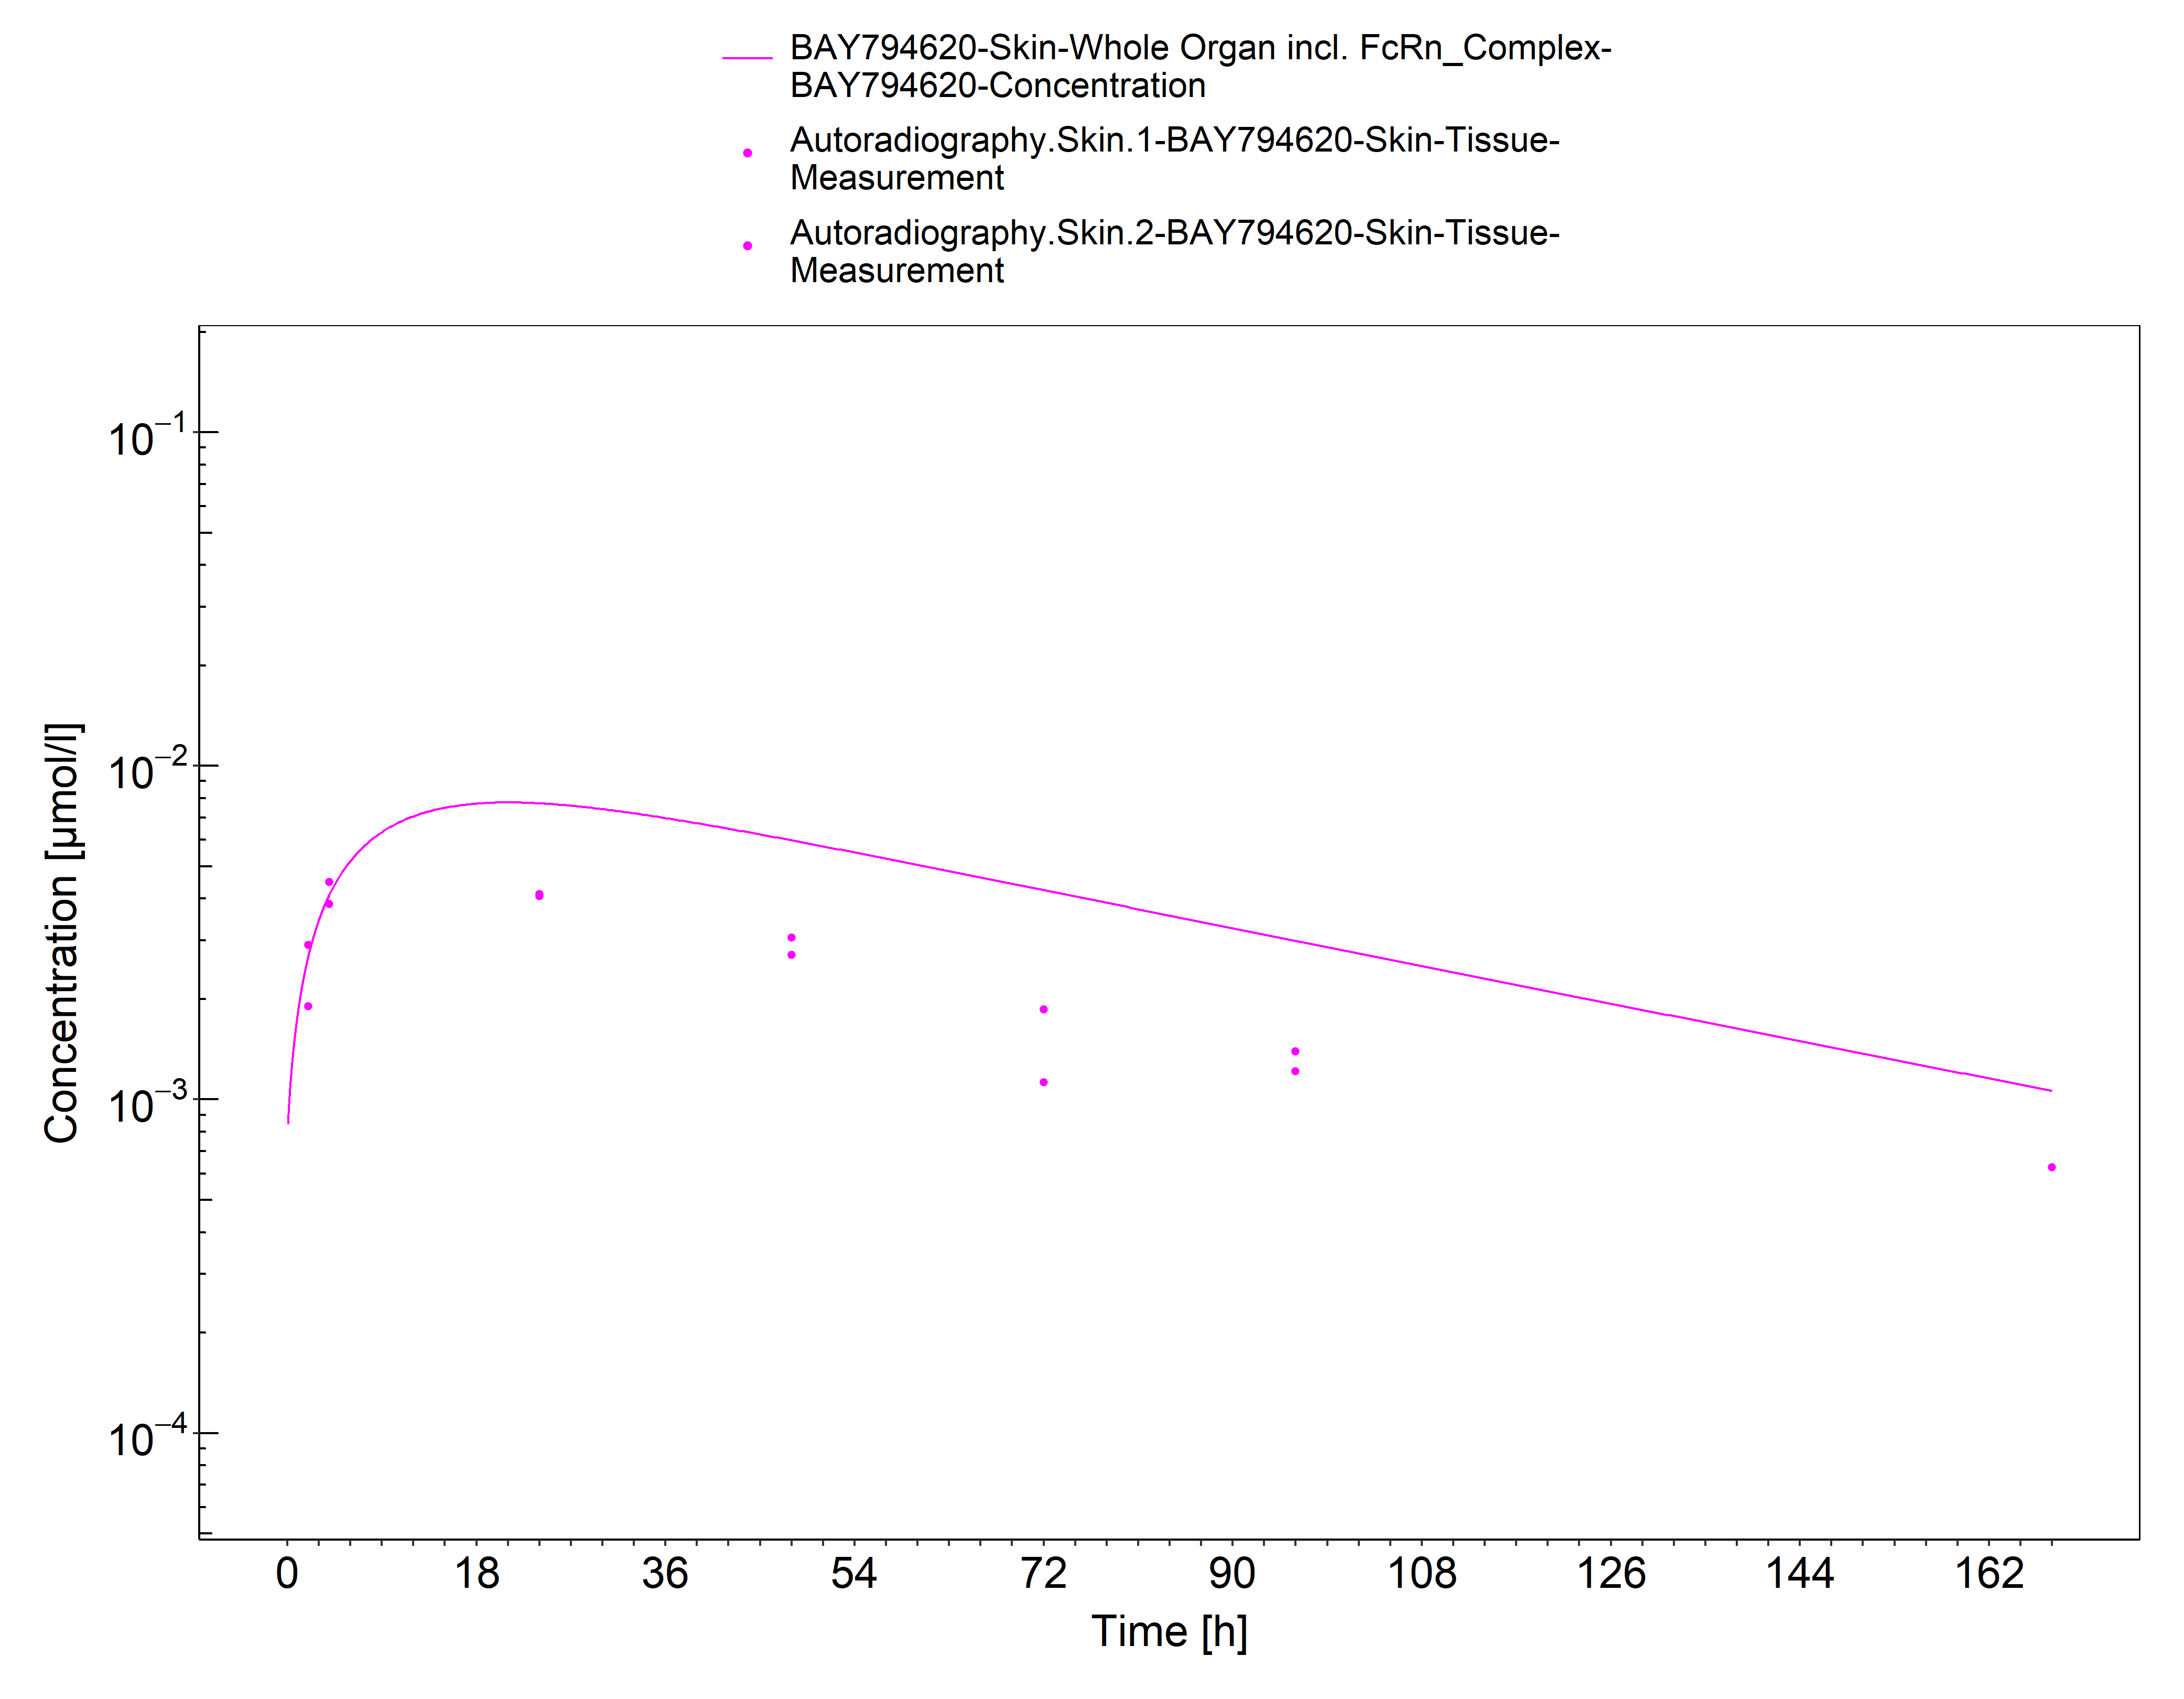 BAY794620-Skin-Whole Organ incl. FcRn_Complex-
BAY794620-Concentration
Autoradiography.Skin.1-BAY794620-Skin-Tissue-
Measurement
Autoradiography.Skin.2-BAY794620-Skin-Tissue-
Measurement
10⁻¹
10⁻²
10⁻³
10⁻⁴
Concentration [µmol/l]
0 18 36 54 72 90 108 126 144 162
Time [h]